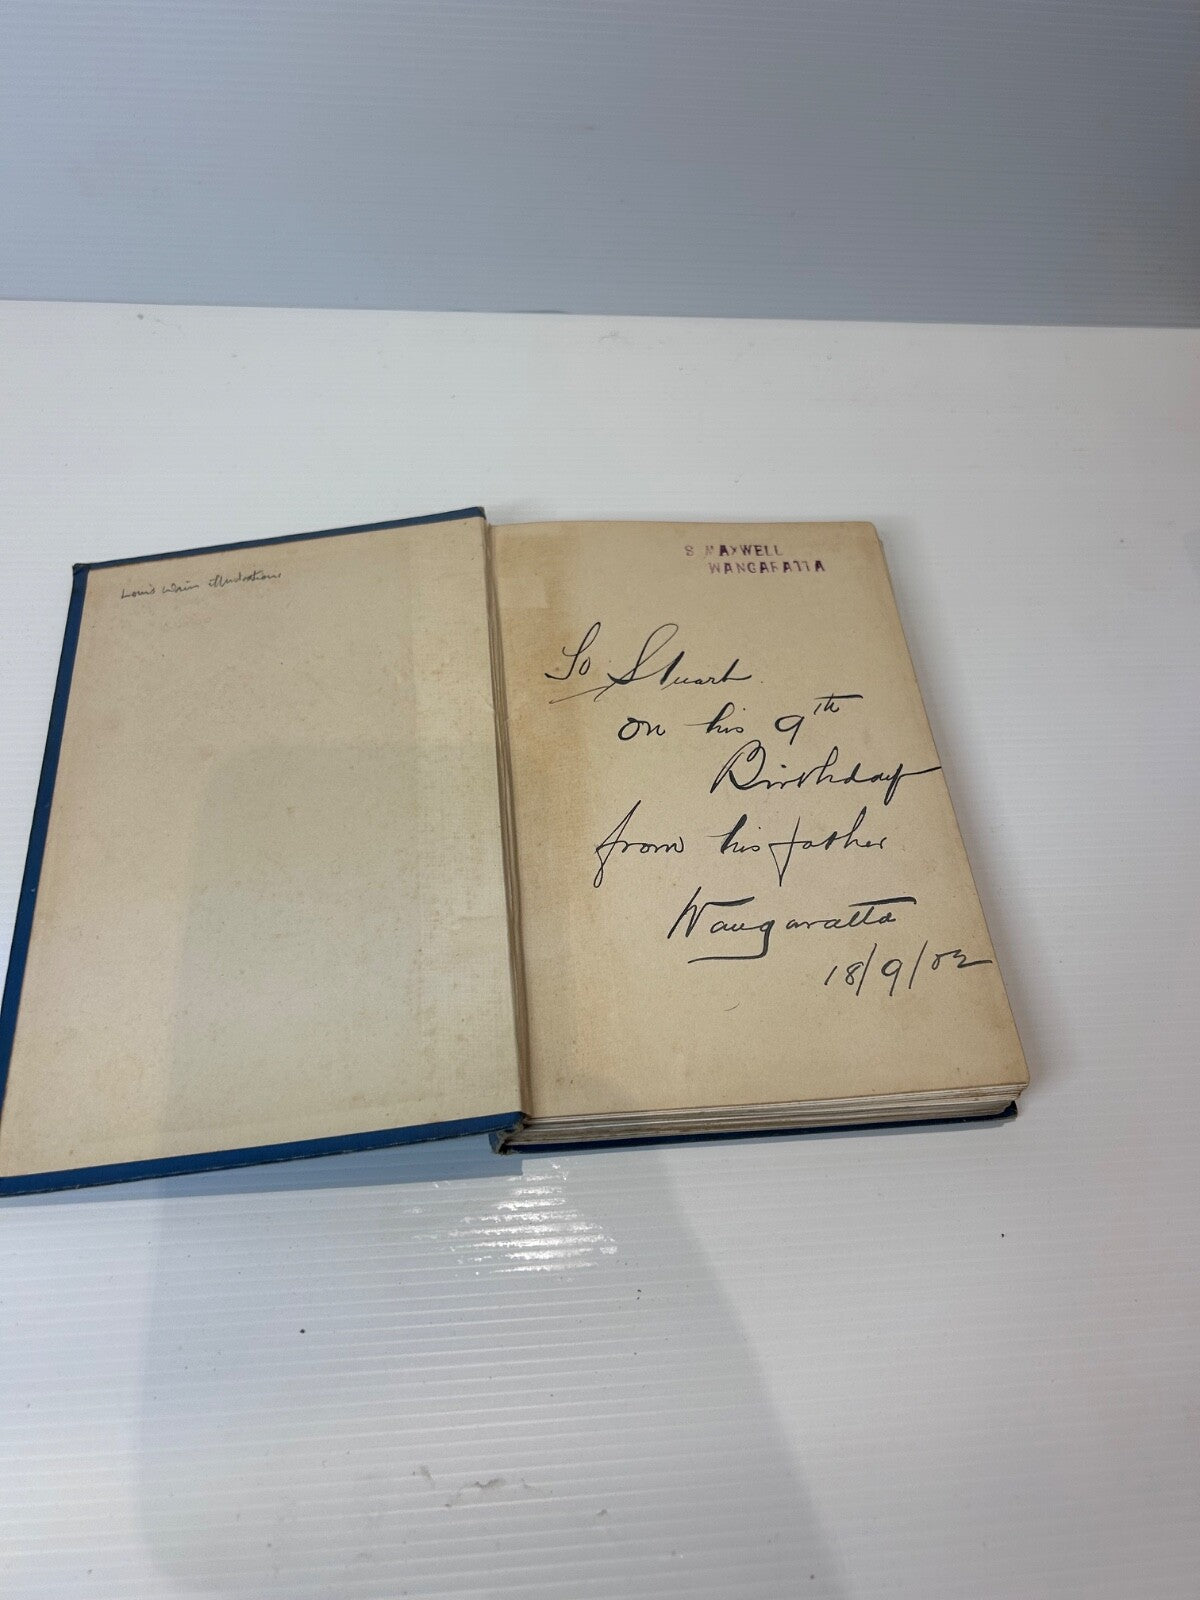 Louis Wain illustrations
S MAXWELL
WANGARATTA
To Stuart
on his 9th
Birthday
from his father
Wangaratta
18/9/02